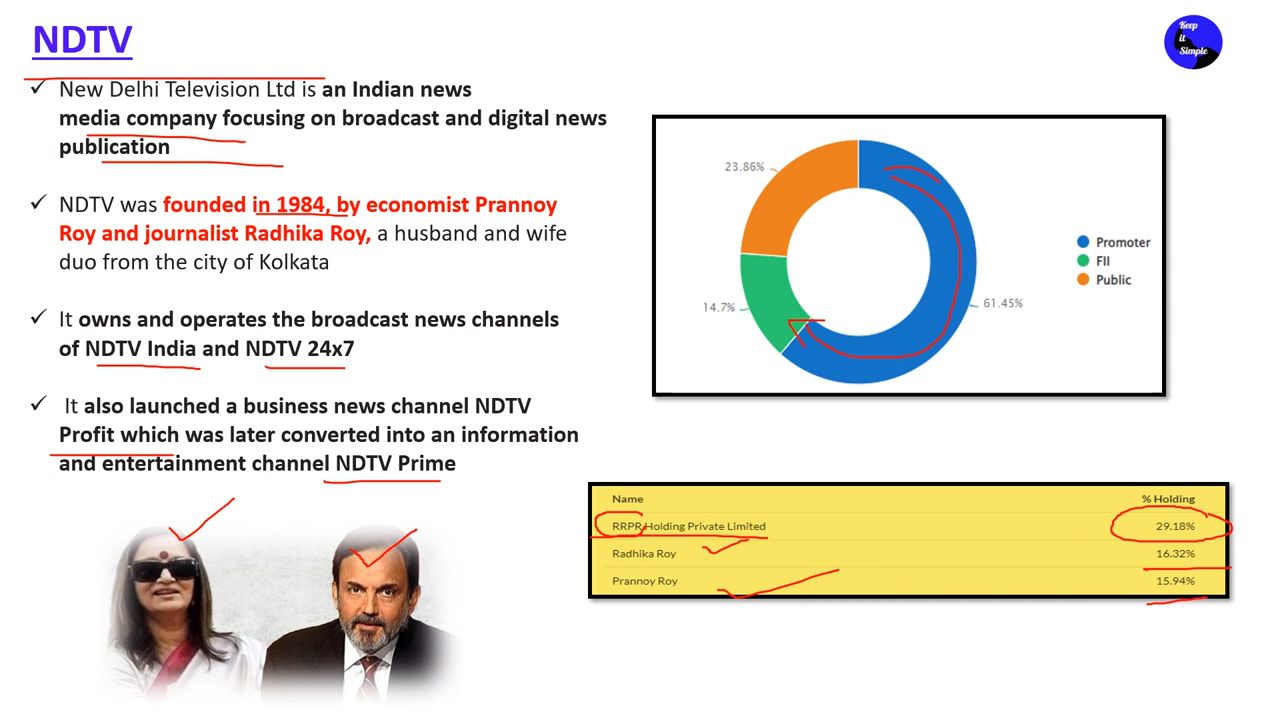 NDTV
Keep
it
Simple
New Delhi Television Ltd is an Indian news
media company focusing on broadcast and digital news
publication
NDTV was founded in 1984, by economist Prannoy
Roy and journalist Radhika Roy, a husband and wife
duo from the city of Kolkata
It owns and operates the broadcast news channels
of NDTV India and NDTV 24x7
It also launched a business news channel NDTV
Profit which was later converted into an information
and entertainment channel NDTV Prime
23.86%
14.7%
61.45%
Promoter
FII
Public
Name % Holding
RRPR Holding Private Limited 29.18%
Radhika Roy 16.32%
Prannoy Roy 15.94%